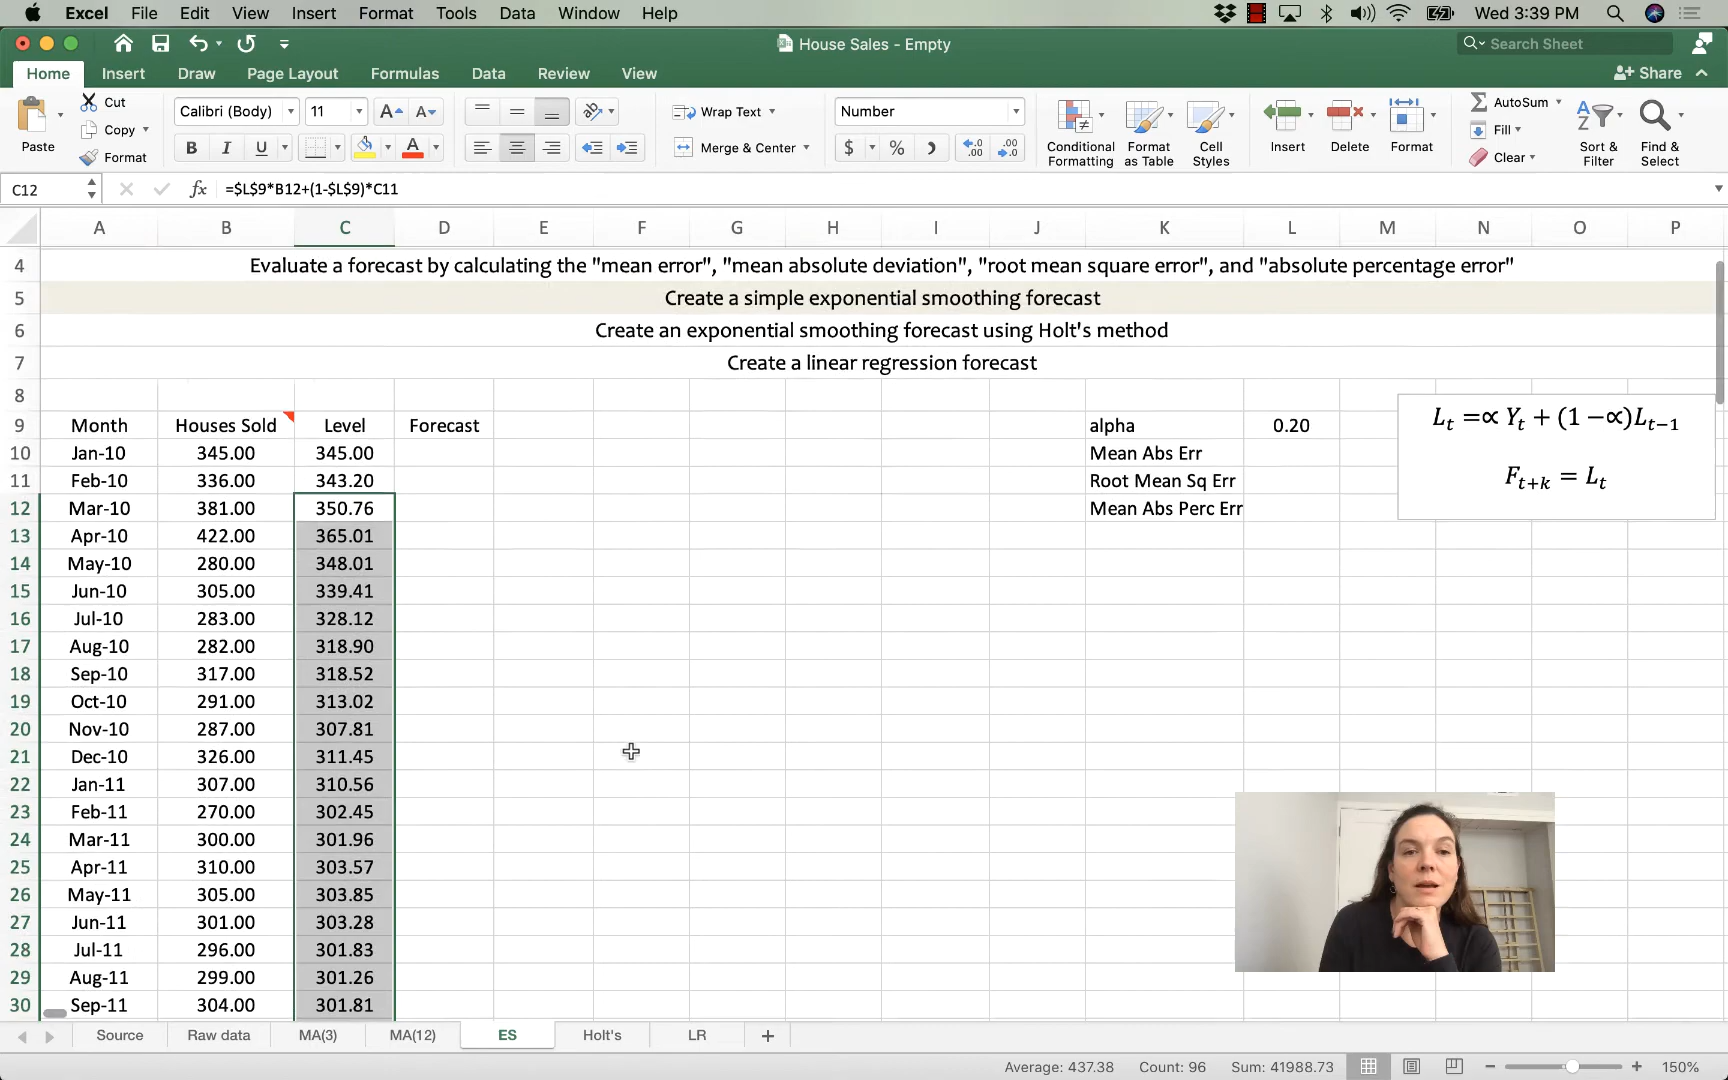 Excel File Edit View Insert Format Tools Data Window Help Wed 3:39 PM
House Sales - Empty Search Sheet
Home Insert Draw Page Layout Formulas Data Review View Share
Paste Cut Copy Format
Calibri (Body) 11 A A Wrap Text Number
B I U A Merge & Center $ % .00 .0
Conditional Formatting Format as Table Cell Styles Insert Delete Format
AutoSum Fill Clear Sort & Filter Find & Select
C12 fx =$L$9*B12+(1-$L$9)*C11
A B C D E F G H I J K L M N O P
4 Evaluate a forecast by calculating the "mean error", "mean absolute deviation", "root mean square error", and "absolute percentage error"
5 Create a simple exponential smoothing forecast
6 Create an exponential smoothing forecast using Holt's method
7 Create a linear regression forecast
8
9 Month Houses Sold Level Forecast alpha 0.20
10 Jan-10 345.00 345.00 Mean Abs Err
11 Feb-10 336.00 343.20 Root Mean Sq Err
12 Mar-10 381.00 350.76 Mean Abs Perc Err
L_t =∝ Y_t + (1 −∝)L_{t−1}
F_{t+k} = L_t
13 Apr-10 422.00 365.01
14 May-10 280.00 348.01
15 Jun-10 305.00 339.41
16 Jul-10 283.00 328.12
17 Aug-10 282.00 318.90
18 Sep-10 317.00 318.52
19 Oct-10 291.00 313.02
20 Nov-10 287.00 307.81
21 Dec-10 326.00 311.45
22 Jan-11 307.00 310.56
23 Feb-11 270.00 302.45
24 Mar-11 300.00 301.96
25 Apr-11 310.00 303.57
26 May-11 305.00 303.85
27 Jun-11 301.00 303.28
28 Jul-11 296.00 301.83
29 Aug-11 299.00 301.26
30 Sep-11 304.00 301.81
Source Raw data MA(3) MA(12) ES Holt's LR +
Average: 437.38 Count: 96 Sum: 41988.73 − + 150%